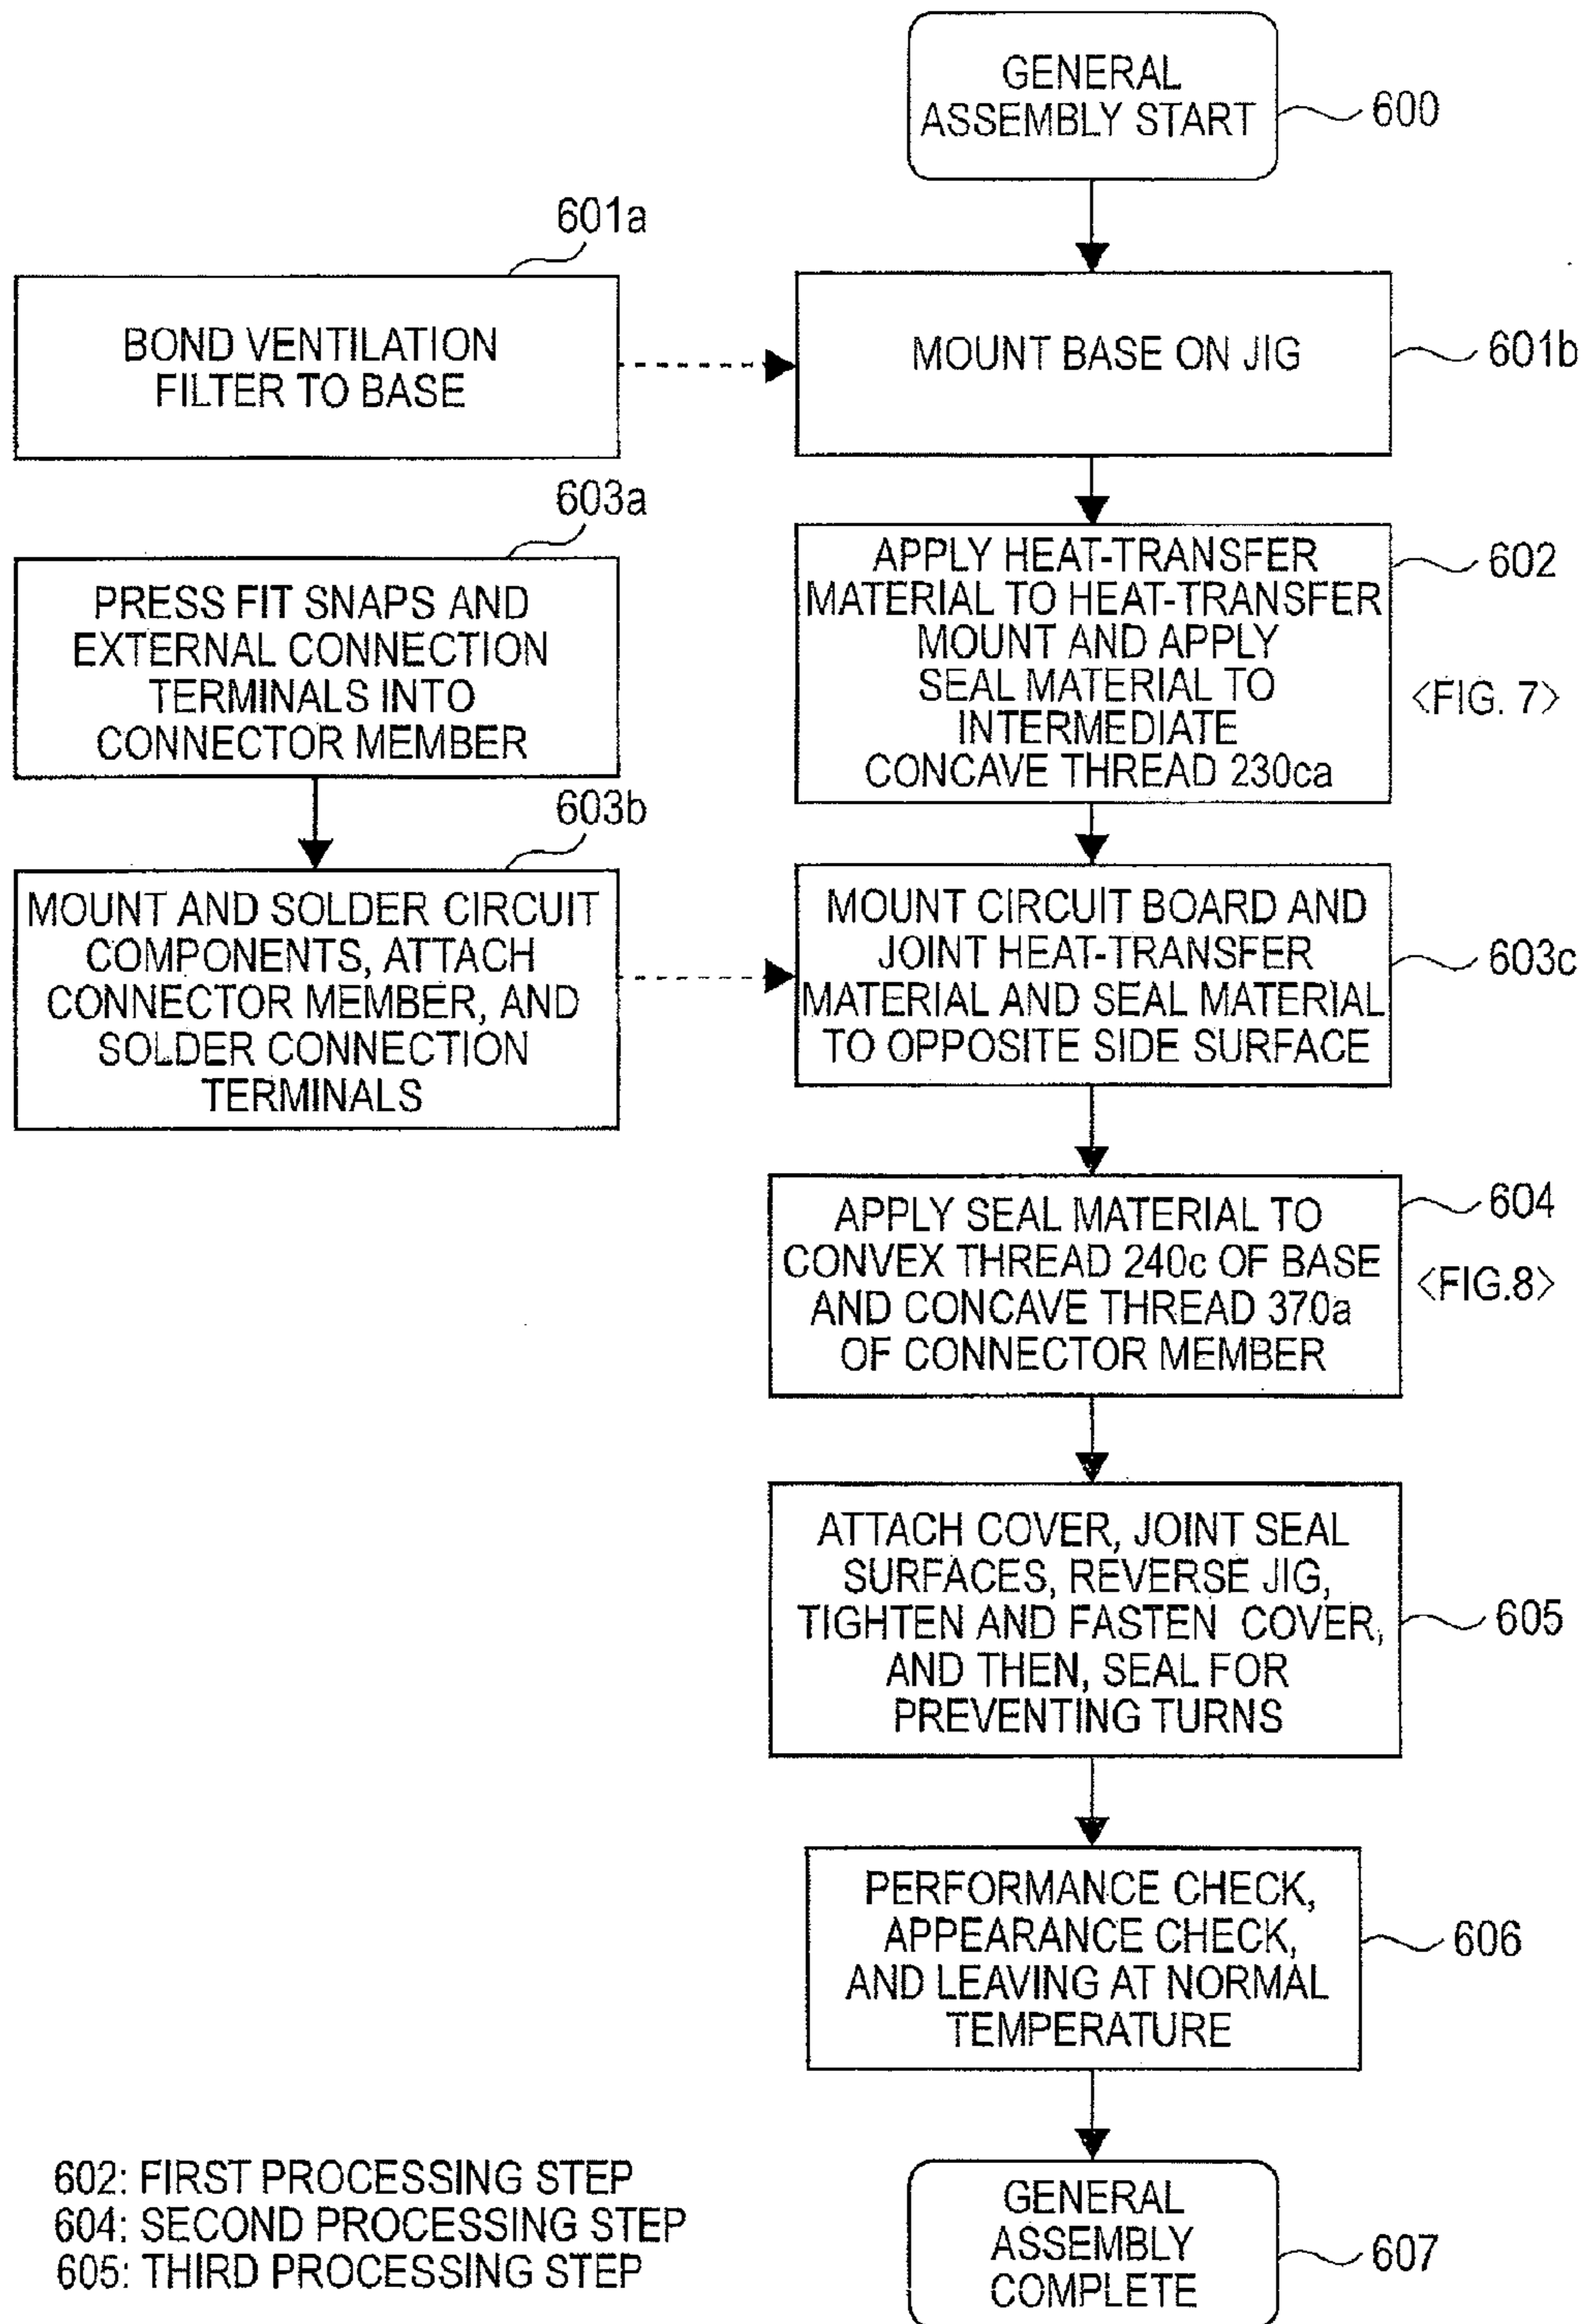 GENERAL
ASSEMBLY START
600
601a
BOND VENTILATION
FILTER TO BASE
MOUNT BASE ON JIG
601b
603a
PRESS FIT SNAPS AND
EXTERNAL CONNECTION
TERMINALS INTO
CONNECTOR MEMBER
APPLY HEAT-TRANSFER
MATERIAL TO HEAT-TRANSFER
MOUNT AND APPLY
SEAL MATERIAL TO
INTERMEDIATE
CONCAVE THREAD 230ca
602
<FIG. 7>
603b
MOUNT AND SOLDER CIRCUIT
COMPONENTS, ATTACH
CONNECTOR MEMBER, AND
SOLDER CONNECTION
TERMINALS
MOUNT CIRCUIT BOARD AND
JOINT HEAT-TRANSFER
MATERIAL AND SEAL MATERIAL
TO OPPOSITE SIDE SURFACE
603c
APPLY SEAL MATERIAL TO
CONVEX THREAD 240c OF BASE
AND CONCAVE THREAD 370a
OF CONNECTOR MEMBER
604
<FIG.8>
ATTACH COVER, JOINT SEAL
SURFACES, REVERSE JIG,
TIGHTEN AND FASTEN COVER,
AND THEN, SEAL FOR
PREVENTING TURNS
605
PERFORMANCE CHECK,
APPEARANCE CHECK,
AND LEAVING AT NORMAL
TEMPERATURE
606
602: FIRST PROCESSING STEP
604: SECOND PROCESSING STEP
605: THIRD PROCESSING STEP
GENERAL
ASSEMBLY
COMPLETE
607